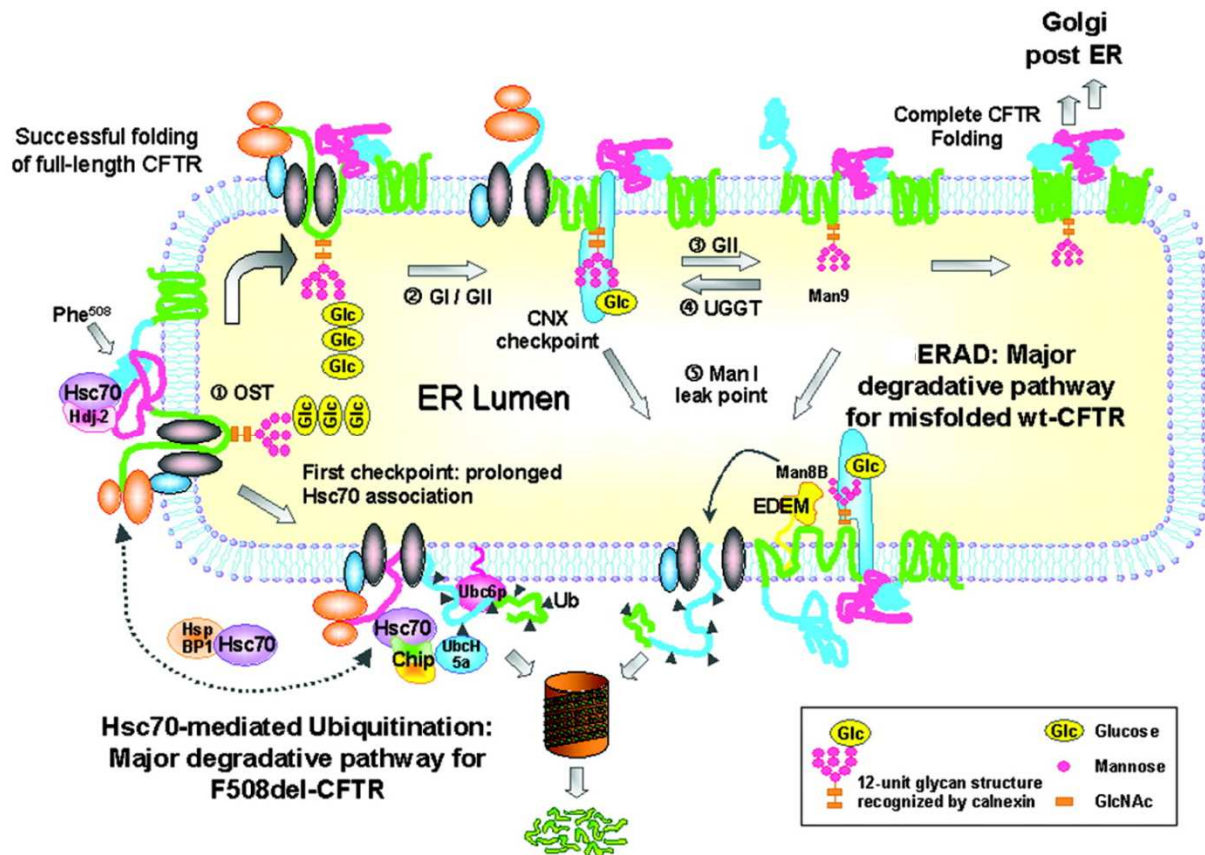 Golgi
post ER
Successful folding
of full-length CFTR
Complete CFTR
Folding
Phe508
Hsc70
Hdj-2
① OST
Glc
Glc
Glc
Glc
Glc
Glc
② GI / GII
CNX
checkpoint
Glc
③ GII
④ UGGT
Man9
ER Lumen
⑤ Man I
leak point
ERAD: Major
degradative pathway
for misfolded wt-CFTR
First checkpoint: prolonged
Hsc70 association
Man8B
Glc
EDEM
Ubc6p
Ub
Hsp
BP1
Hsc70
Hsc70
Chip
UbcH
5a
Hsc70-mediated Ubiquitination:
Major degradative pathway for
F508del-CFTR
Glc
12-unit glycan structure
recognized by calnexin
Glc
Glucose
Mannose
GlcNAc